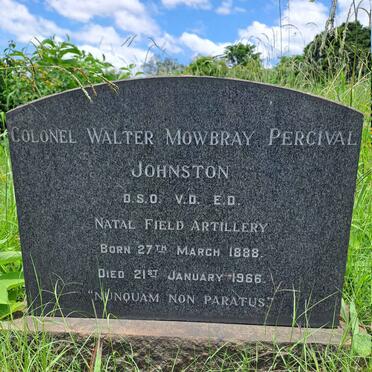 Colonel Walter Mowbray Percival
Johnston
D.S.O. V.D. E.D.
Natal Field Artillery
Born 27TH March 1888.
Died 21ST January 1966.
"NUNQUAM NON PARATUS"